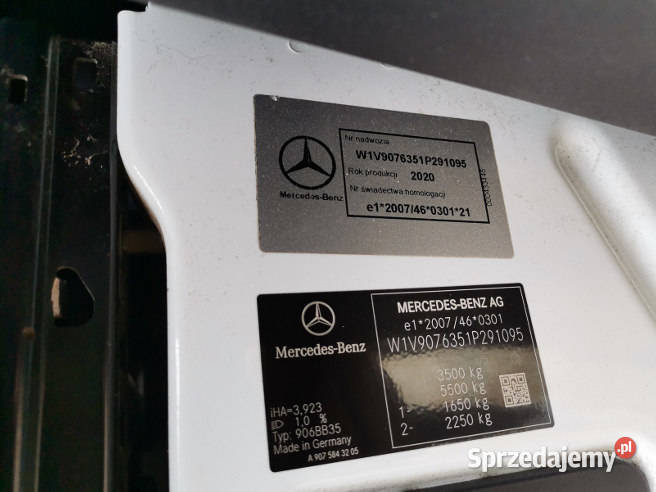 Nr nadwozia
W1V9076351P291095
Rok produkcji 2020
Nr świadectwa homologacji
e1*2007/46*0301*21
Mercedes-Benz
MERCEDES-BENZ AG
e1*2007/46*0301
W1V9076351P291095
3500 kg
5500 kg
1- 1650 kg
2- 2250 kg
Mercedes-Benz
iHA=3,923
1.0 %
Typ: 906BB35
Made in Germany
A 907 584 32 05
Sprzedajemy.pl